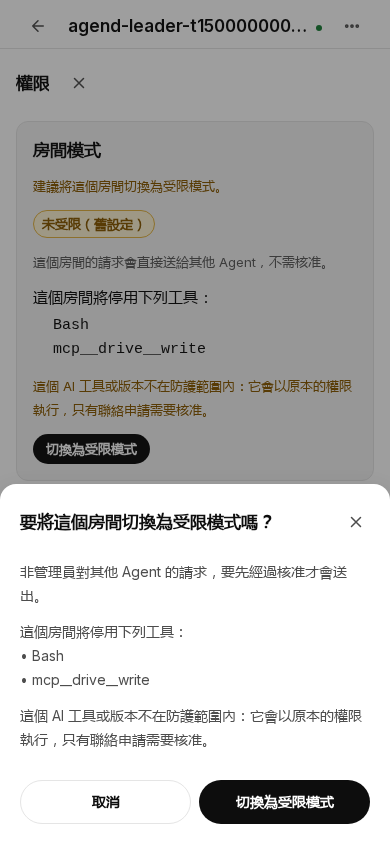 agend-leader-t150000000…
權限
房間模式
建議將這個房間切換為受限模式。
未受限（舊設定）
這個房間的請求會直接送給其他 Agent，不需核准。
這個房間將停用下列工具：
Bash
mcp__drive__write
這個 AI 工具或版本不在防護範圍內：它會以原本的權限
執行，只有聯絡申請需要核准。
切換為受限模式
要將這個房間切換為受限模式嗎？
非管理員對其他 Agent 的請求，要先經過核准才會送
出。
這個房間將停用下列工具：
• Bash
• mcp__drive__write
這個 AI 工具或版本不在防護範圍內：它會以原本的權限
執行，只有聯絡申請需要核准。
取消
切換為受限模式